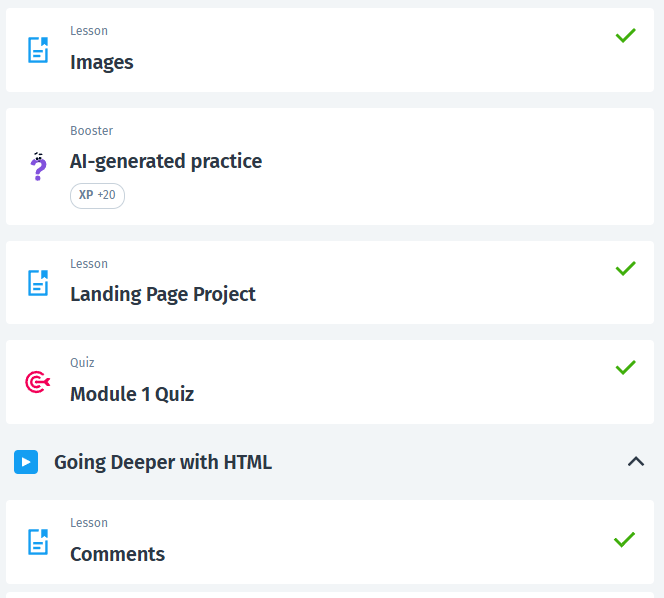 Lesson
Images
Booster
AI-generated practice
XP +20
Lesson
Landing Page Project
Quiz
Module 1 Quiz
Going Deeper with HTML
Lesson
Comments